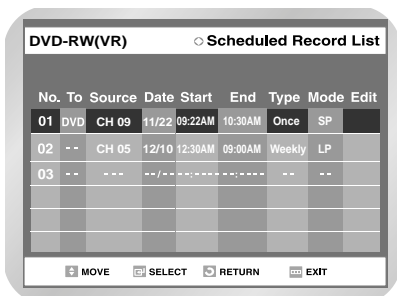 DVD-RW(VR) Scheduled Record List
No. To Source Date Start End Type Mode Edit
01 DVD CH 09 11/22 09:22AM 10:30AM Once SP
02 -- CH 05 12/10 12:30AM 09:00AM Weekly LP
03 -- --- --/-- --:-- --:-- -- --
MOVE SELECT RETURN EXIT